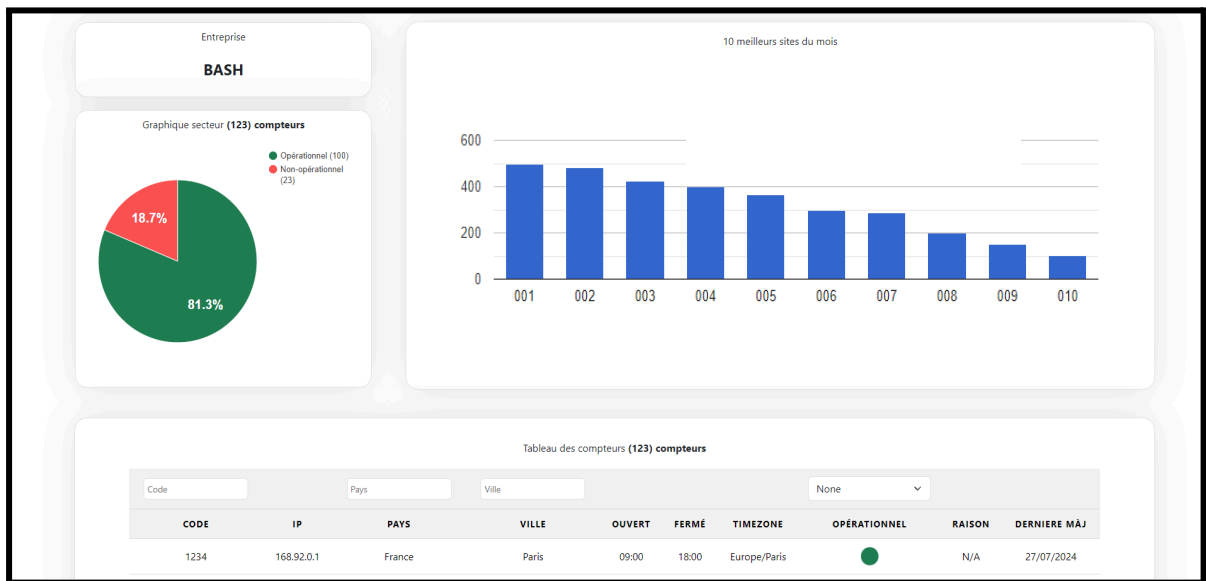 Entreprise
BASH
10 meilleurs sites du mois
600
400
200
0
001 002 003 004 005 006 007 008 009 010
Graphique secteur (123) compteurs
Opérationnel (100)
Non-opérationnel
(23)
18.7%
81.3%
Tableau des compteurs (123) compteurs
Code Pays Ville None
CODE IP PAYS VILLE OUVERT FERMÉ TIMEZONE OPÉRATIONNEL RAISON DERNIERE MÀJ
1234 168.92.0.1 France Paris 09:00 18:00 Europe/Paris N/A 27/07/2024